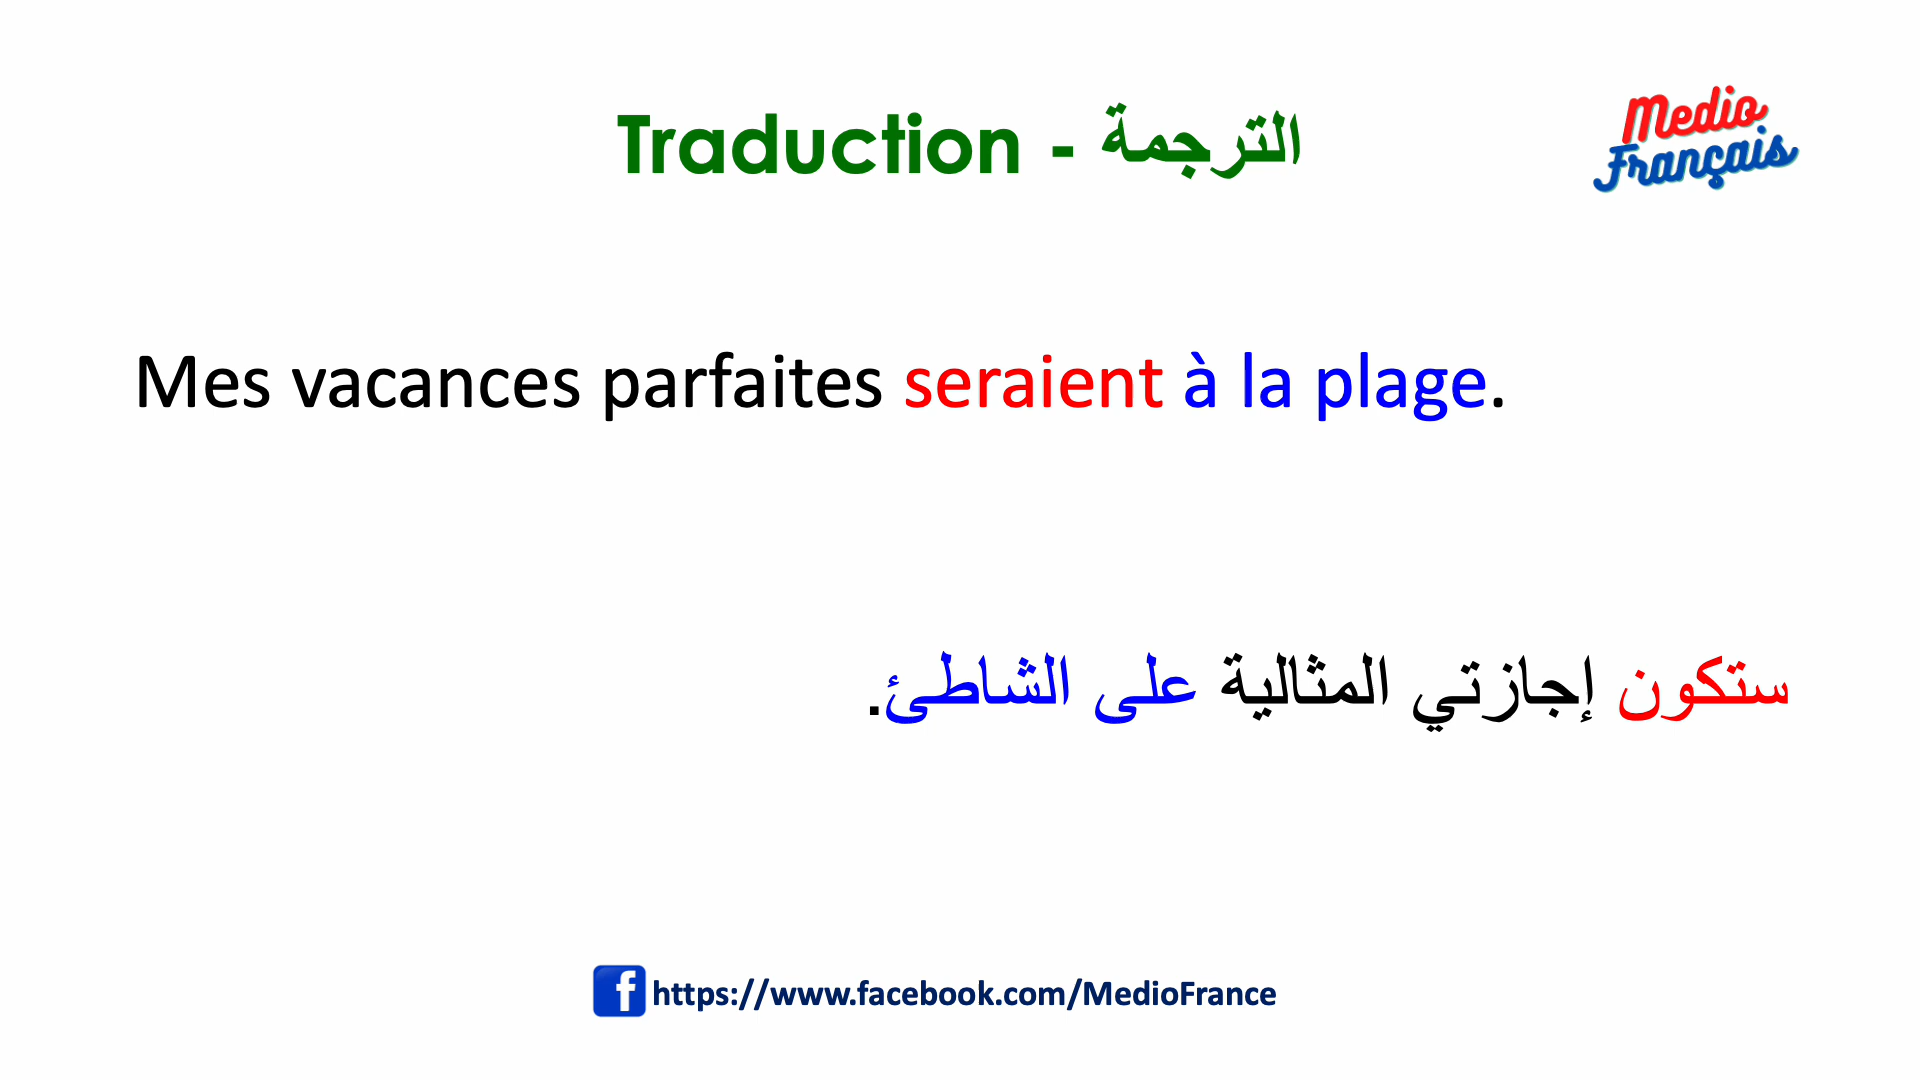 Traduction - الترجمة
Medio
Français
Mes vacances parfaites seraient à la plage.
ستكون إجازتي المثالية على الشاطئ.
f https://www.facebook.com/MedioFrance